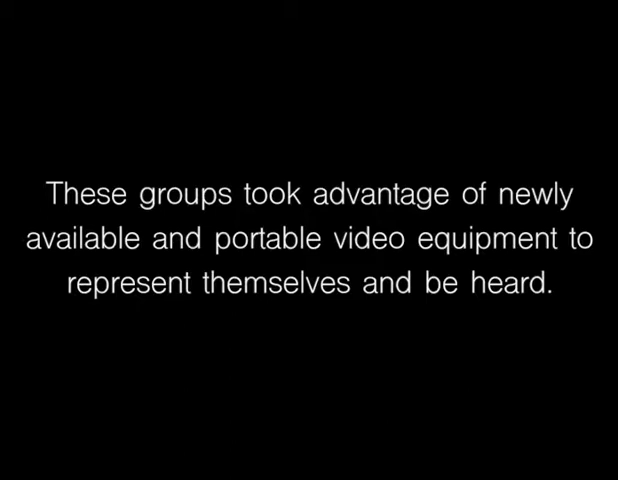 These groups took advantage of newly
available and portable video equipment to
represent themselves and be heard.